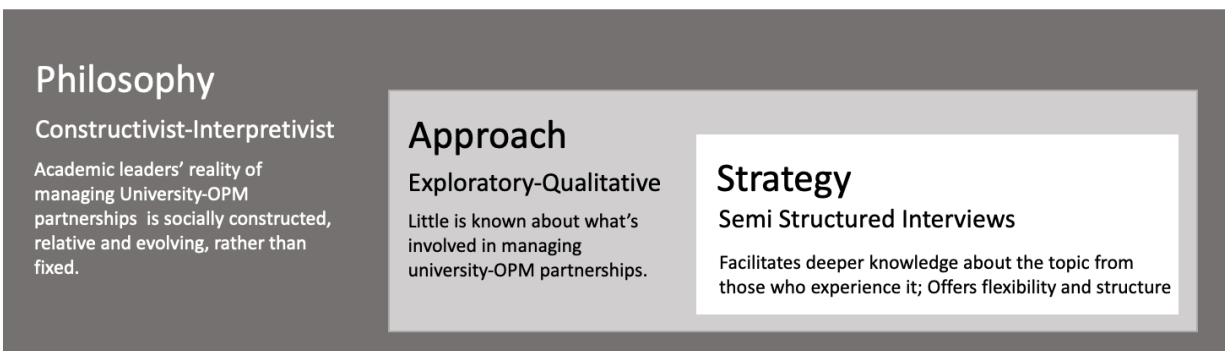 Philosophy
Constructivist-Interpretivist
Academic leaders’ reality of
managing University-OPM
partnerships is socially constructed,
relative and evolving, rather than
fixed.
Approach
Exploratory-Qualitative
Little is known about what’s
involved in managing
university-OPM partnerships.
Strategy
Semi Structured Interviews
Facilitates deeper knowledge about the topic from
those who experience it; Offers flexibility and structure